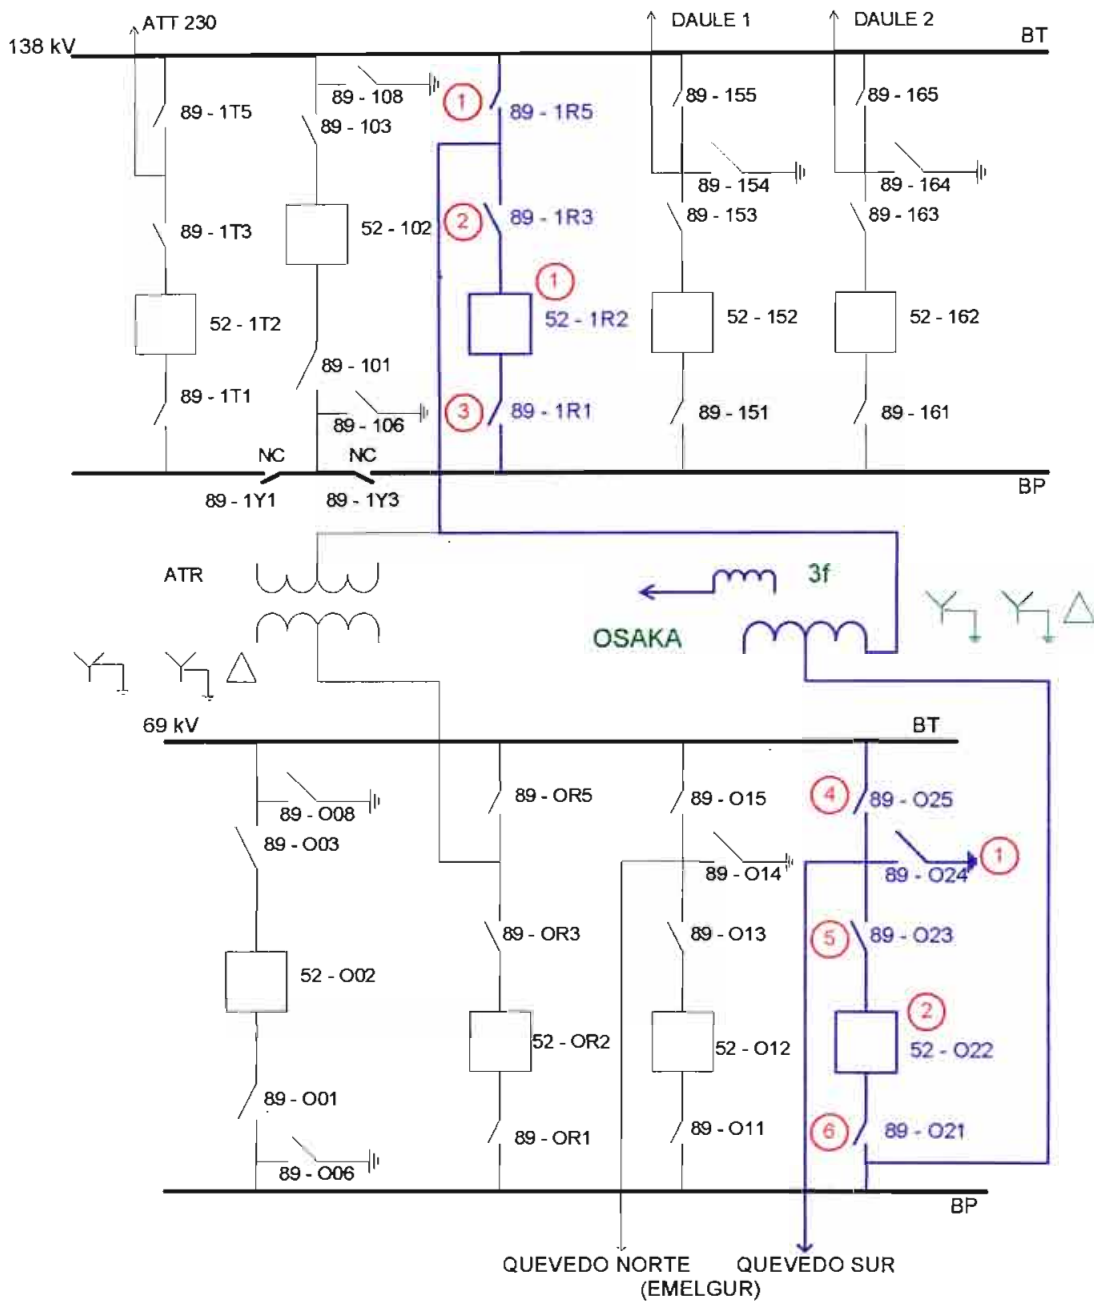 ATT 230
DAULE 1
DAULE 2
138 kV
BT
89 - 1T5
89 - 108
89 - 103
1
89 - 1R5
89 - 155
89 - 165
89 - 154
89 - 164
89 - 1T3
52 - 102
2
89 - 1R3
89 - 153
89 - 163
1
52 - 1T2
52 - 1R2
52 - 152
52 - 162
89 - 101
89 - 1T1
89 - 106
3
89 - 1R1
89 - 151
89 - 161
NC
NC
89 - 1Y1
89 - 1Y3
BP
ATR
3f
OSAKA
69 kV
BT
89 - O08
89 - O03
89 - OR5
89 - O15
4
89 - O25
89 - O14
89 - O24
1
89 - OR3
89 - O13
5
89 - O23
52 - O02
2
52 - OR2
52 - O12
52 - O22
89 - O01
89 - OR1
89 - O11
6
89 - O21
89 - O06
BP
QUEVEDO NORTE
QUEVEDO SUR
(EMELGUR)